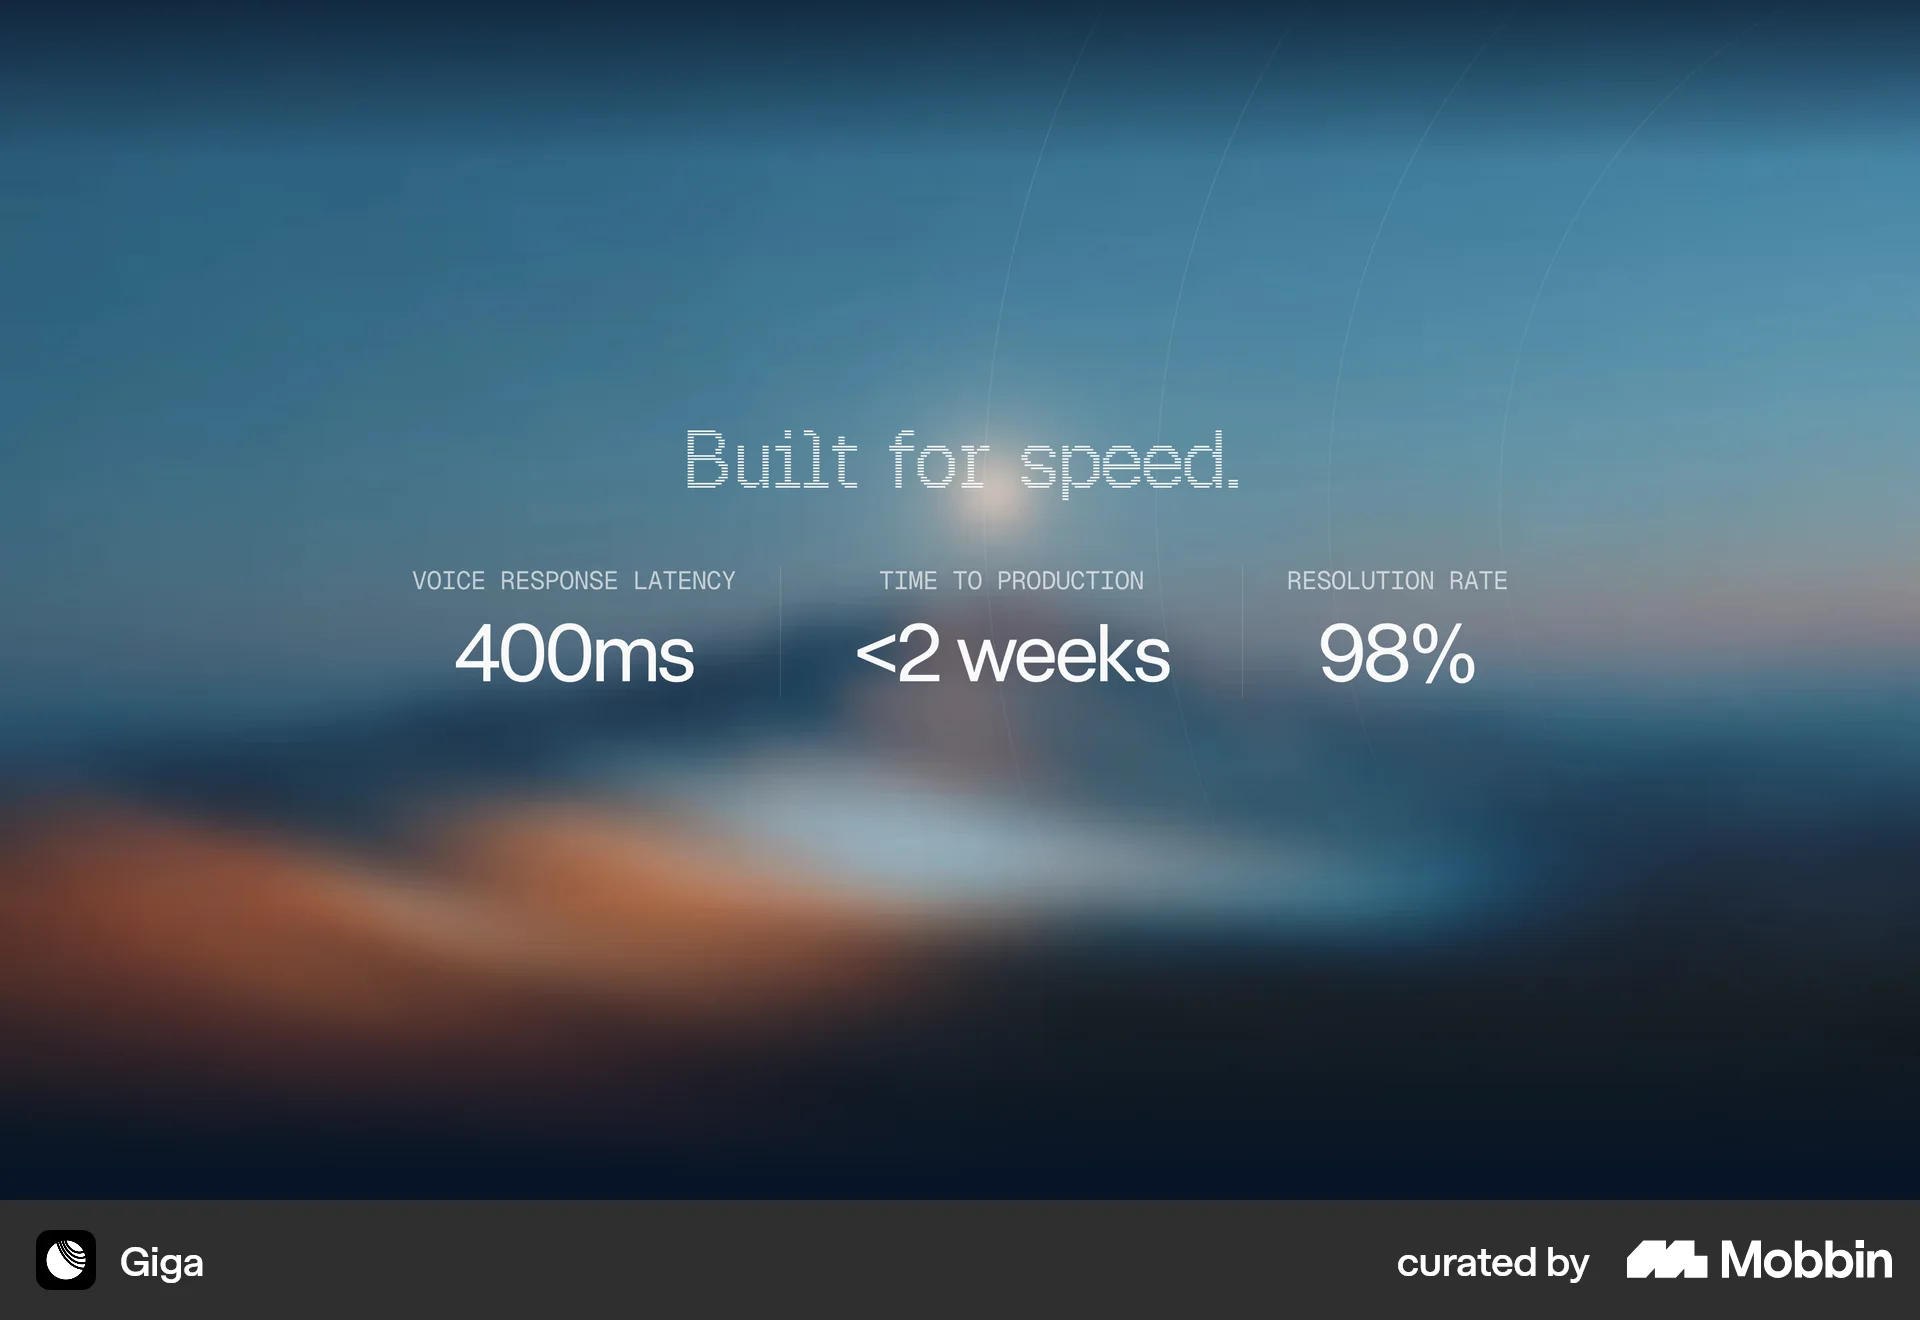 Built for speed.
VOICE RESPONSE LATENCY
400ms
TIME TO PRODUCTION
<2 weeks
RESOLUTION RATE
98%
Giga
curated by Mobbin